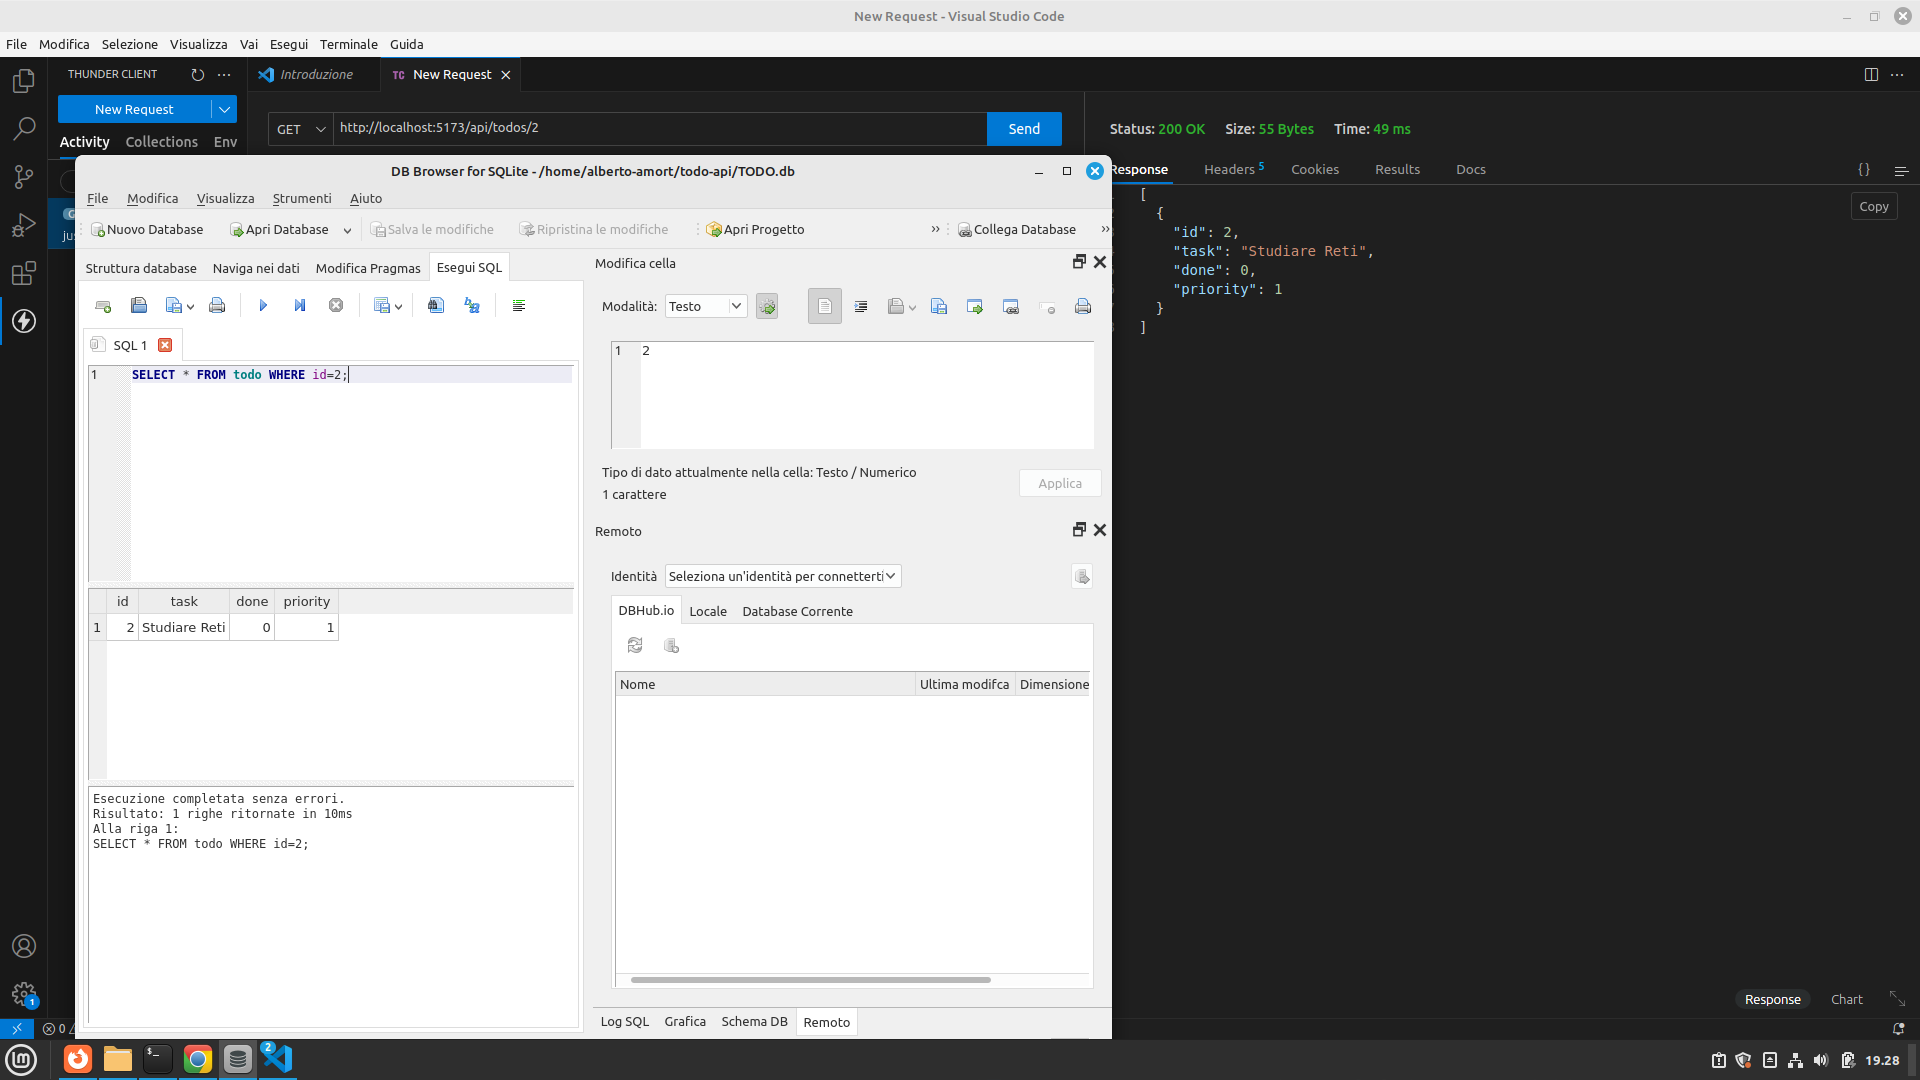 New Request - Visual Studio Code
File Modifica Selezione Visualizza Vai Esegui Terminale Guida
THUNDER CLIENT
Introduzione
TC New Request
New Request
Activity Collections Env
GET http://localhost:5173/api/todos/2 Send
Status: 200 OK Size: 55 Bytes Time: 49 ms
Response Headers 5 Cookies Results Docs
{ }
Copy
[
{
"id": 2,
"task": "Studiare Reti",
"done": 0,
"priority": 1
}
]
Response Chart
DB Browser for SQLite - /home/alberto-amort/todo-api/TODO.db
File Modifica Visualizza Strumenti Aiuto
Nuovo Database Apri Database Salva le modifiche Ripristina le modifiche Apri Progetto » Collega Database »
Struttura database Naviga nei dati Modifica Pragmas Esegui SQL
SQL 1
1 SELECT * FROM todo WHERE id=2;
id task done priority
1 2 Studiare Reti 0 1
Esecuzione completata senza errori.
Risultato: 1 righe ritornate in 10ms
Alla riga 1:
SELECT * FROM todo WHERE id=2;
Modifica cella
Modalità: Testo
1 2
Tipo di dato attualmente nella cella: Testo / Numerico
1 carattere
Applica
Remoto
Identità Seleziona un'identità per connetterti
DBHub.io Locale Database Corrente
Nome Ultima modifca Dimensione
Log SQL Grafica Schema DB Remoto
1
0
2
19.28